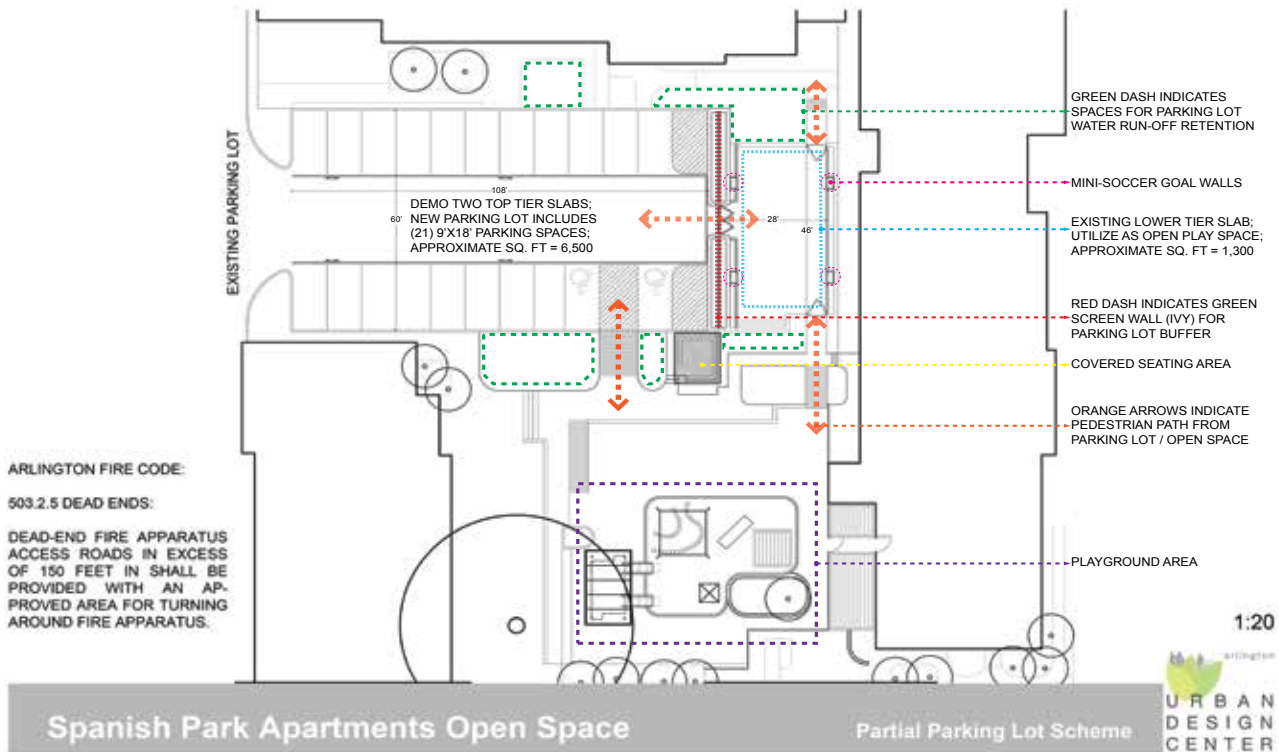 GREEN DASH INDICATES
SPACES FOR PARKING LOT
WATER RUN-OFF RETENTION
EXISTING PARKING LOT
108'
DEMO TWO TOP TIER SLABS;
NEW PARKING LOT INCLUDES
(21) 9'X18' PARKING SPACES;
APPROXIMATE SQ. FT = 6,500
60'
28'
46'
MINI-SOCCER GOAL WALLS
EXISTING LOWER TIER SLAB;
UTILIZE AS OPEN PLAY SPACE;
APPROXIMATE SQ. FT = 1,300
RED DASH INDICATES GREEN
SCREEN WALL (IVY) FOR
PARKING LOT BUFFER
COVERED SEATING AREA
ORANGE ARROWS INDICATE
PEDESTRIAN PATH FROM
PARKING LOT / OPEN SPACE
ARLINGTON FIRE CODE:
503.2.5 DEAD ENDS:
DEAD-END FIRE APPARATUS
ACCESS ROADS IN EXCESS
OF 150 FEET IN SHALL BE
PROVIDED WITH AN AP-
PROVED AREA FOR TURNING
AROUND FIRE APPARATUS.
PLAYGROUND AREA
1:20
arlington
URBAN
DESIGN
CENTER
Spanish Park Apartments Open Space
Partial Parking Lot Scheme